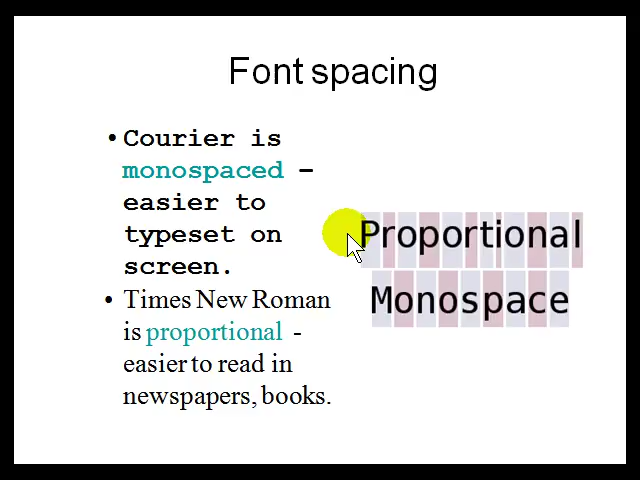 Font spacing
• Courier is
monospaced –
easier to
typeset on
screen.
• Times New Roman
is proportional -
easier to read in
newspapers, books.
Proportional
Monospace